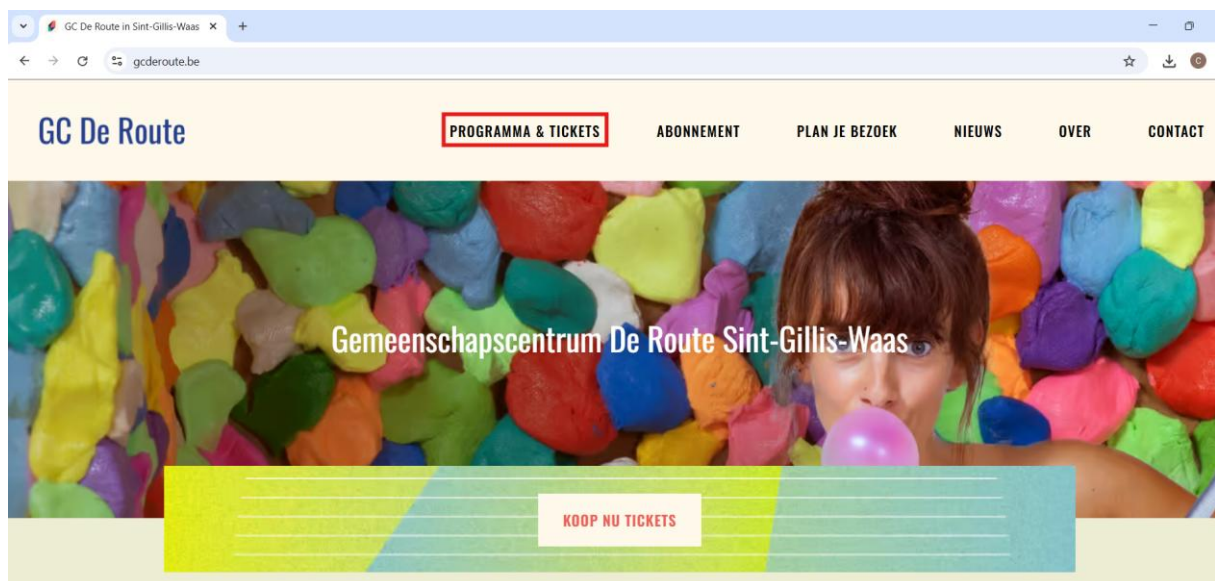 GC De Route in Sint-Gillis-Waas
gcderoute.be
C
GC De Route
PROGRAMMA & TICKETS
ABONNEMENT
PLAN JE BEZOEK
NIEUWS
OVER
CONTACT
Gemeenschapscentrum De Route Sint-Gillis-Waas
KOOP NU TICKETS